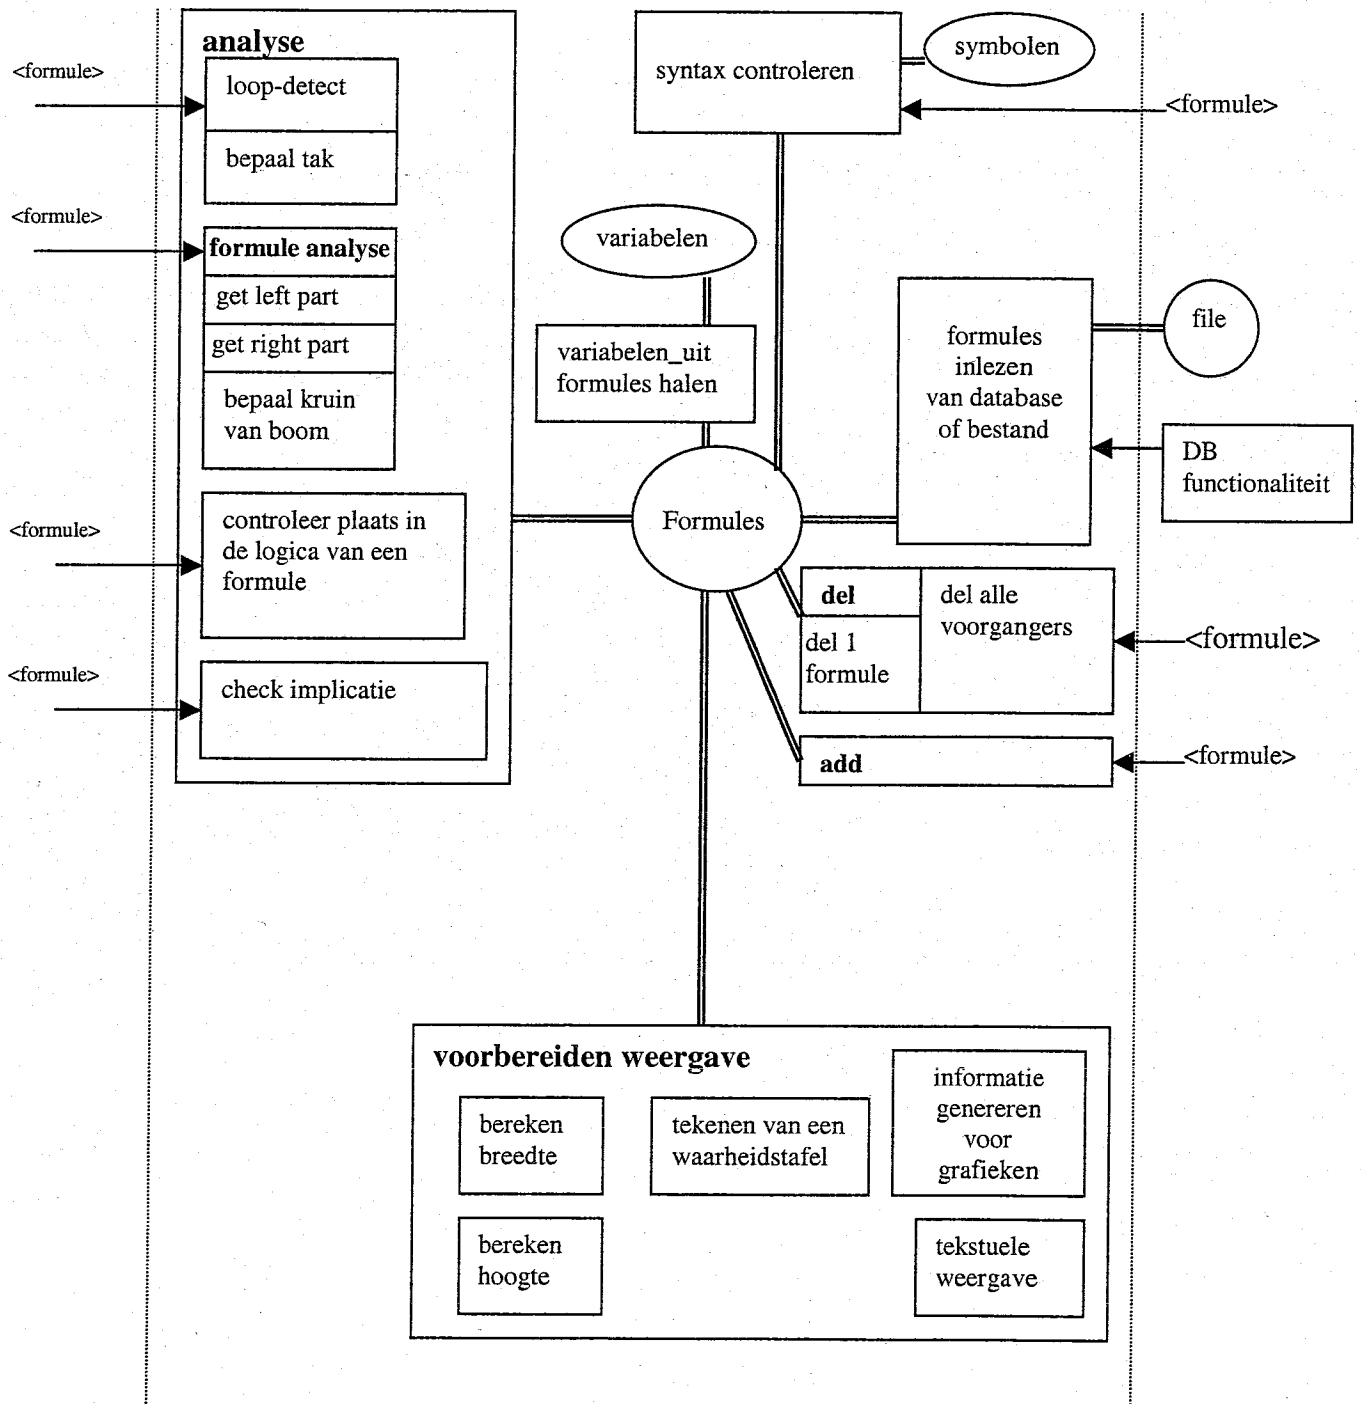 analyse
<formule>
loop-detect
bepaal tak
<formule>
formule analyse
get left part
get right part
bepaal kruin
van boom
<formule>
controleer plaats in
de logica van een
formule
<formule>
check implicatie
syntax controleren
symbolen
<formule>
variabelen
variabelen_uit
formules halen
Formules
formules
inlezen
van database
of bestand
file
DB
functionaliteit
del
del 1
formule
del alle
voorgangers
<formule>
add
<formule>
voorbereiden weergave
bereken
breedte
tekenen van een
waarheidstafel
informatie
genereren
voor
grafieken
bereken
hoogte
tekstuele
weergave